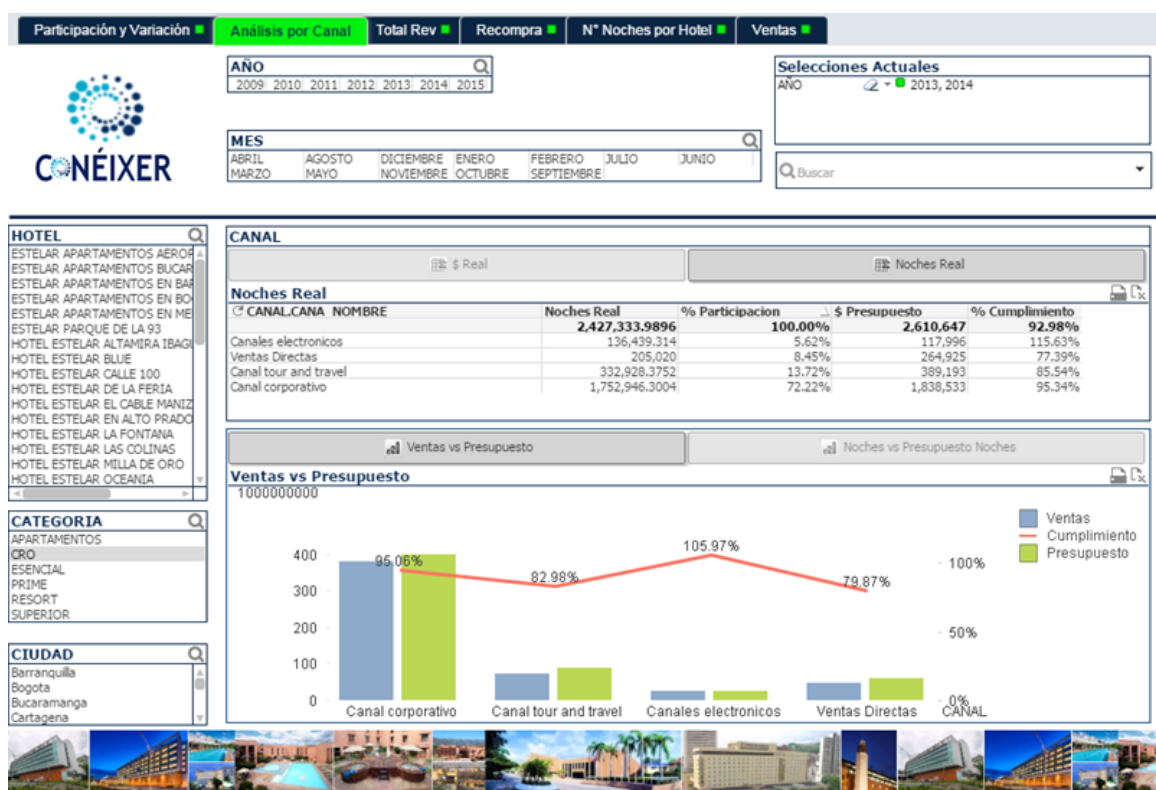 Participación y Variación
Análisis por Canal
Total Rev
Recompra
N° Noches por Hotel
Ventas
CONÉIXER
AÑO
2009 2010 2011 2012 2013 2014 2015
MES
ABRIL AGOSTO DICIEMBRE ENERO FEBRERO JULIO JUNIO
MARZO MAYO NOVIEMBRE OCTUBRE SEPTIEMBRE
Selecciones Actuales
AÑO 2013, 2014
Buscar
HOTEL
ESTELAR APARTAMENTOS AEROP
ESTELAR APARTAMENTOS BUCAR
ESTELAR APARTAMENTOS EN BAR
ESTELAR APARTAMENTOS EN BO
ESTELAR APARTAMENTOS EN ME
ESTELAR PARQUE DE LA 93
HOTEL ESTELAR ALTAMIRA IBAGU
HOTEL ESTELAR BLUE
HOTEL ESTELAR CALLE 100
HOTEL ESTELAR DE LA FERIA
HOTEL ESTELAR EL CABLE MANIZ
HOTEL ESTELAR EN ALTO PRADO
HOTEL ESTELAR LA FONTANA
HOTEL ESTELAR LAS COLINAS
HOTEL ESTELAR MILLA DE ORO
HOTEL ESTELAR OCEANIA
CATEGORIA
APARTAMENTOS
CRO
ESENCIAL
PRIME
RESORT
SUPERIOR
CIUDAD
Barranquilla
Bogota
Bucaramanga
Cartagena
CANAL
$ Real
Noches Real
Noches Real
CANAL.CANA_NOMBRE Noches Real % Participacion $ Presupuesto % Cumplimiento
2,427,333.9896 100.00% 2,610,647 92.98%
Canales electronicos 136,439.314 5.62% 117,996 115.63%
Ventas Directas 205,020 8.45% 264,925 77.39%
Canal tour and travel 332,928.3752 13.72% 389,193 85.54%
Canal corporativo 1,752,946.3004 72.22% 1,838,533 95.34%
Ventas vs Presupuesto
Noches vs Presupuesto Noches
Ventas vs Presupuesto
1000000000
Ventas
Cumplimiento
Presupuesto
400
300
200
100
0
95.06%
82.98%
105.97%
79.87%
100%
50%
0%
Canal corporativo
Canal tour and travel
Canales electronicos
Ventas Directas
CANAL